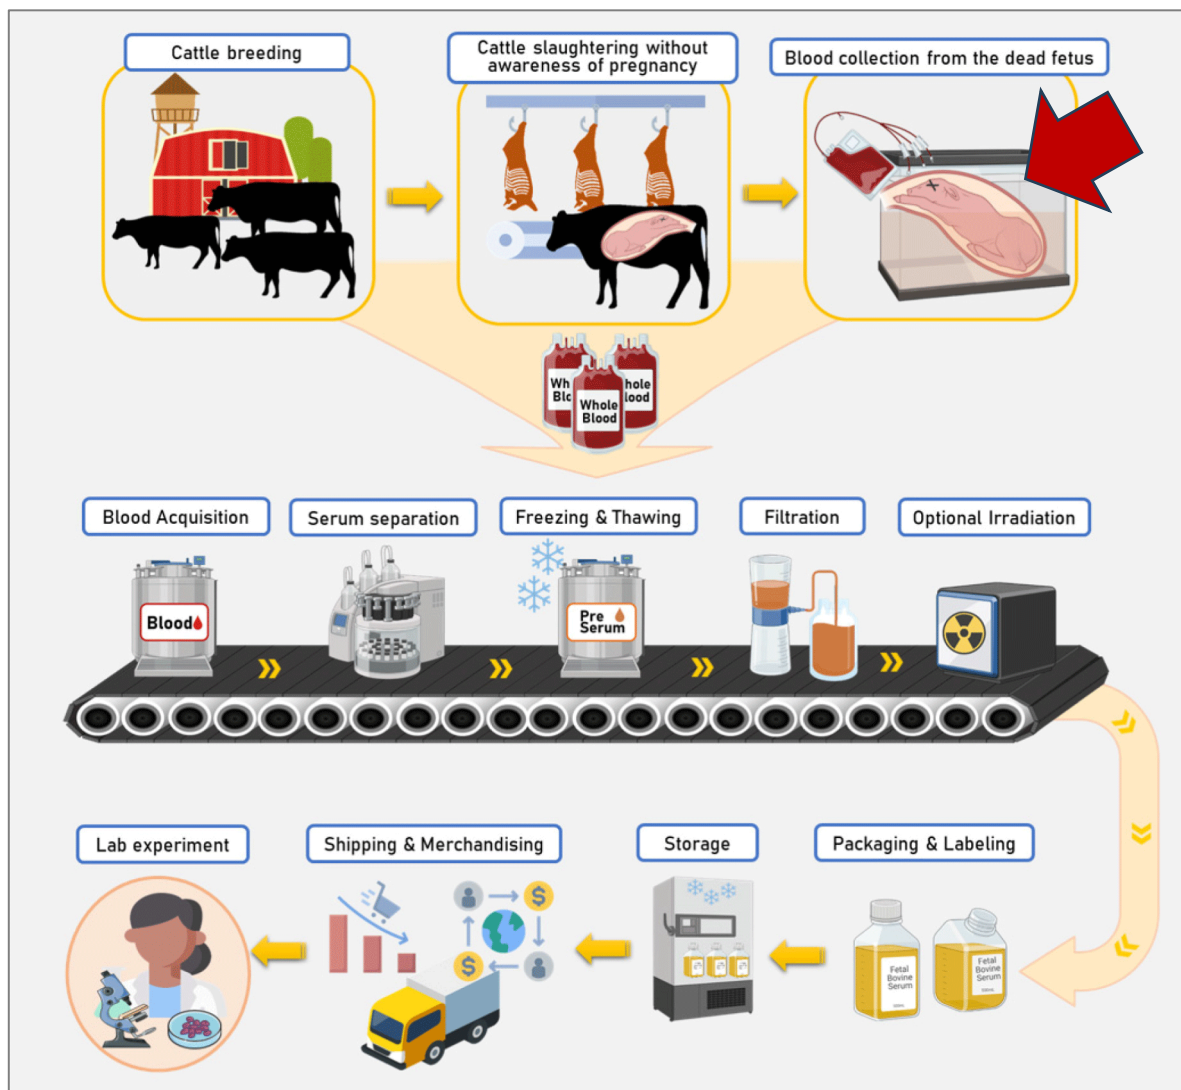 Cattle breeding
Cattle slaughtering without
awareness of pregnancy
Blood collection from the dead fetus
Whole
Blood
Blood Acquisition
Serum separation
Freezing & Thawing
Filtration
Optional Irradiation
Blood
Pre
Serum
Lab experiment
Shipping & Merchandising
Storage
Packaging & Labeling
$
$
Fetal
Bovine
Serum
Fetal
Bovine
Serum